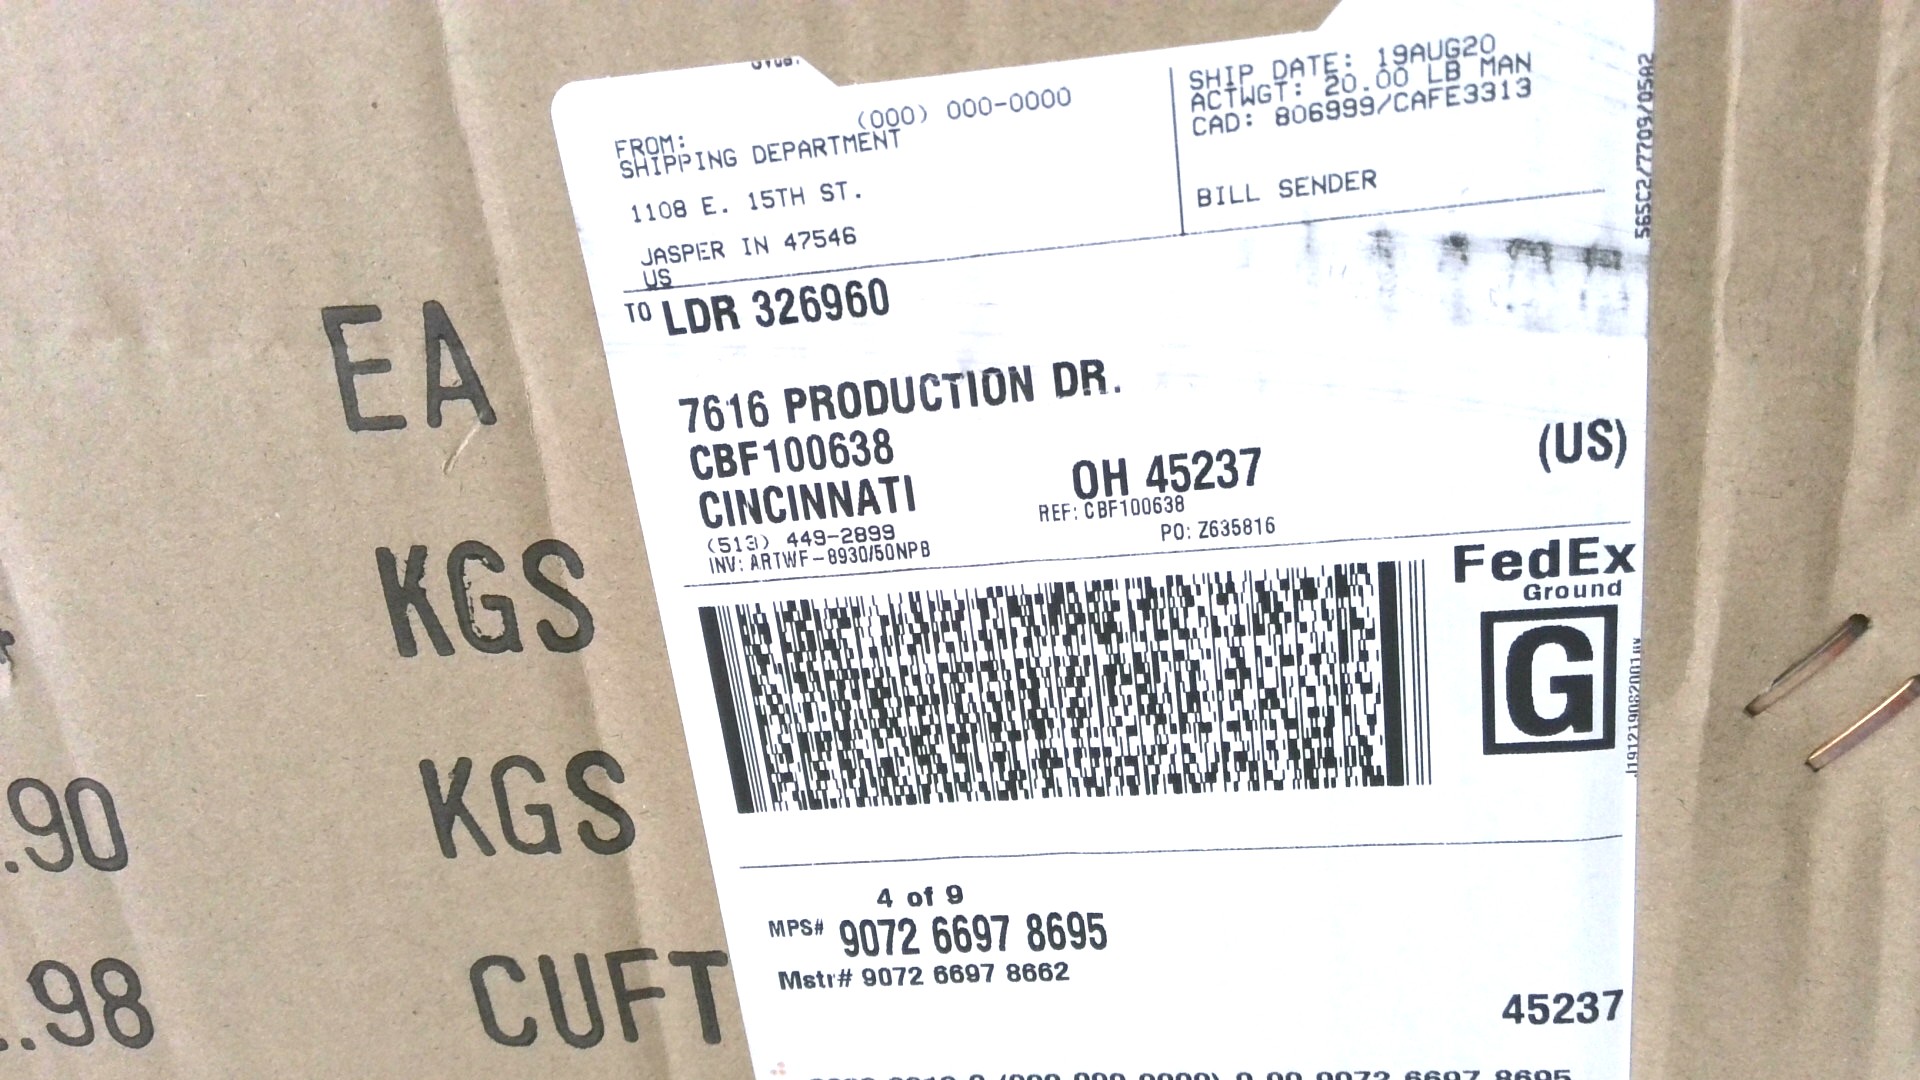 FROM:
(000) 000-0000
SHIPPING DEPARTMENT
1108 E. 15TH ST.
JASPER IN 47546
US
SHIP DATE: 19AUG20
ACTWGT: 20.00 LB MAN
CAD: 806999/CAFE3313
BILL SENDER
565C2/7709/05A2
TO LDR 326960
7616 PRODUCTION DR.
CBF100638
CINCINNATI OH 45237
(US)
(513) 449-2899
REF: CBF100638
INV: ARTWF-8930/50NPB
PO: Z635816
FedEx
Ground
G
4 of 9
MPS# 9072 6697 8695
Mstr# 9072 6697 8662
45237
EA
KGS
.90 KGS
.98 CUFT